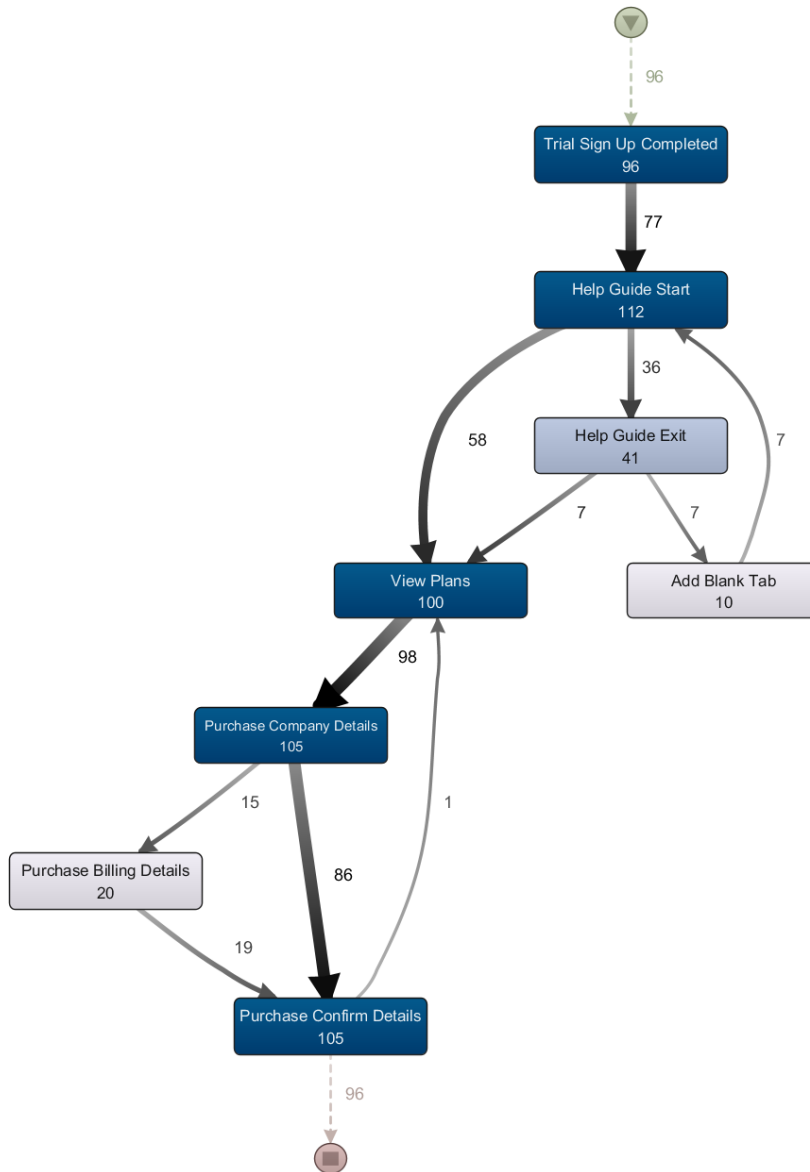 96
Trial Sign Up Completed
96
77
Help Guide Start
112
36
58
7
Help Guide Exit
41
7
7
View Plans
100
Add Blank Tab
10
98
Purchase Company Details
105
15
1
Purchase Billing Details
20
86
19
Purchase Confirm Details
105
96